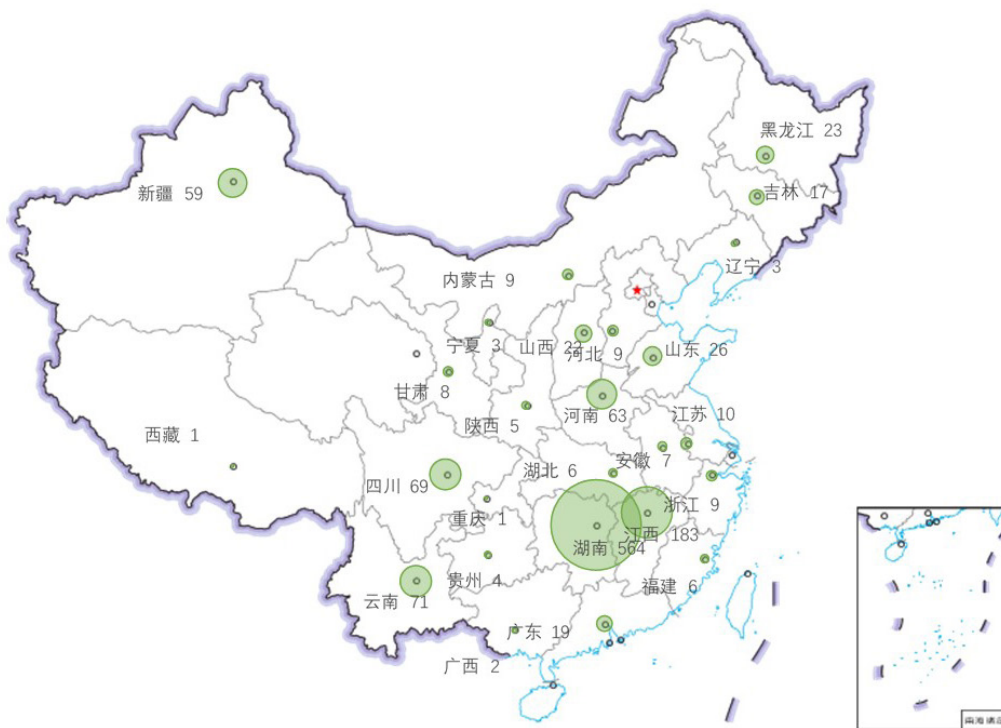 黑龙江 23
新疆 59
吉林 17
辽宁 3
内蒙古 9
宁夏 3
山西 22
河北 9
山东 26
甘肃 8
陕西 5
河南 63
江苏 10
西藏 1
四川 69
湖北 6
安徽 7
重庆 1
浙江 9
江西 183
湖南 564
贵州 4
云南 71
福建 6
广东 19
广西 2